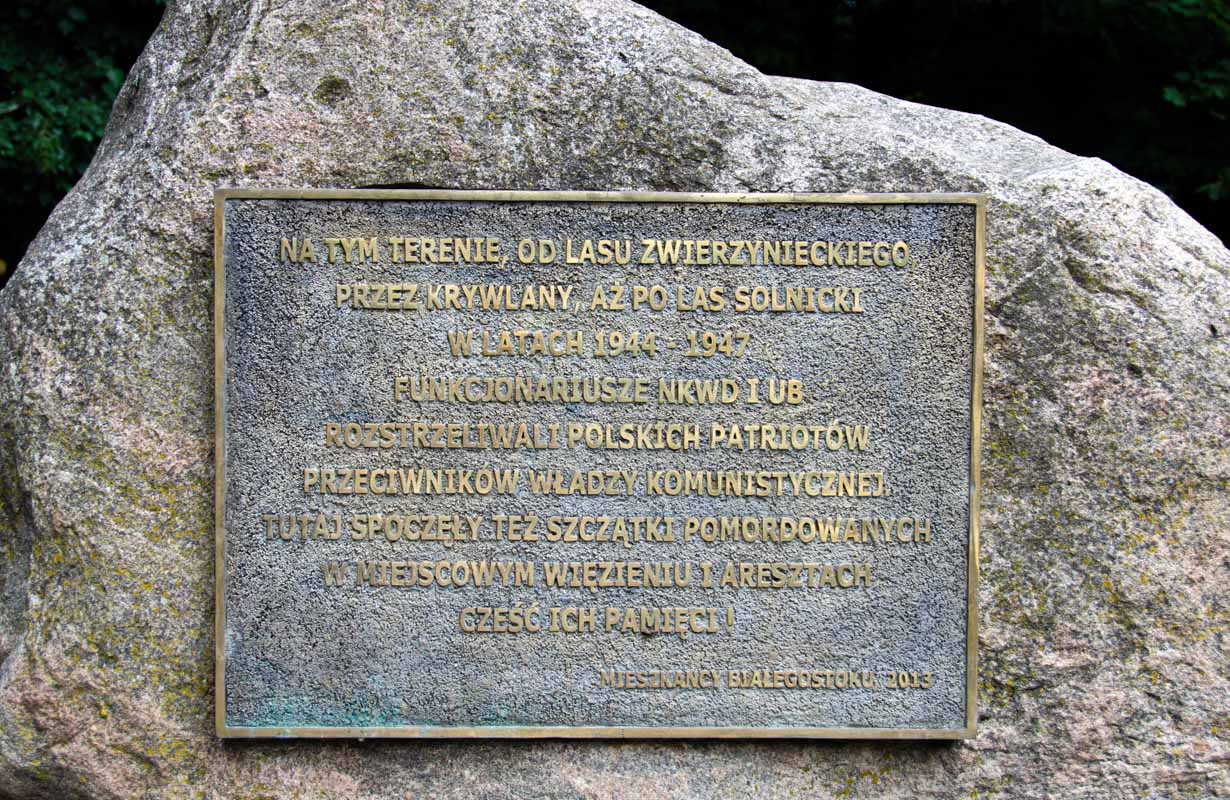 NA TYM TERENIE, OD LASU ZWIERZYNIECKIEGO
PRZEZ KRYWLANY, AŻ PO LAS SOLNICKI
W LATACH 1944 - 1947
FUNKCJONARIUSZE NKWD I UB
ROZSTRZELIWALI POLSKICH PATRIOTÓW
PRZECIWNIKÓW WŁADZY KOMUNISTYCZNEJ.
TUTAJ SPOCZĘŁY TEŻ SZCZĄTKI POMORDOWANYCH
W MIEJSCOWYM WIĘZIENIU I ARESZTACH
CZEŚĆ ICH PAMIĘCI !
MIESZKAŃCY BIAŁEGOSTOKU, 2013